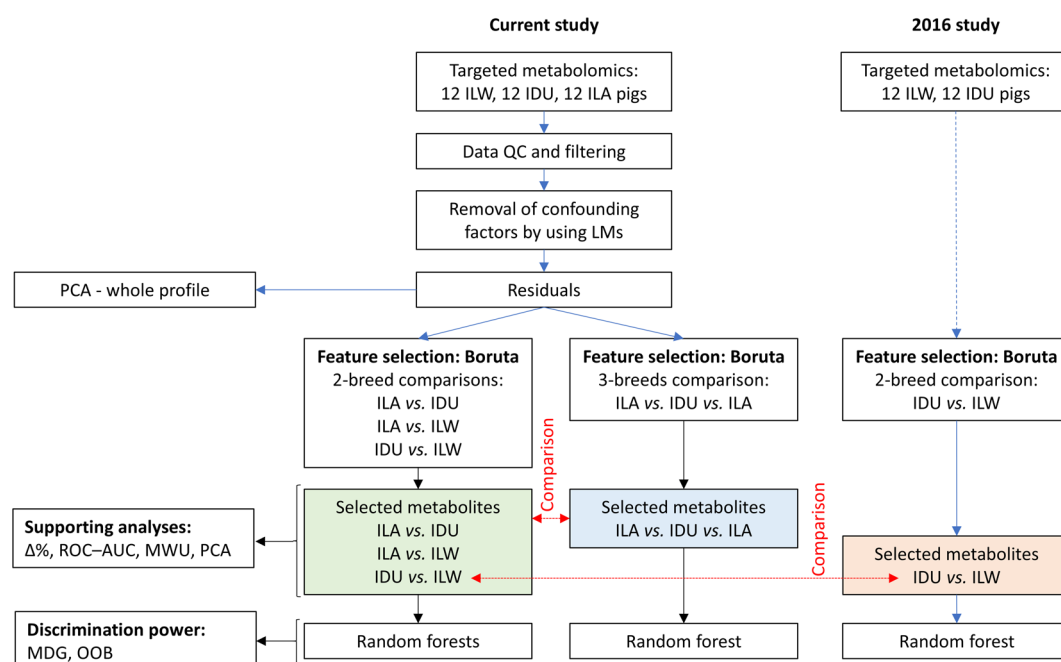 Current study
2016 study
Targeted metabolomics:
12 ILW, 12 IDU, 12 ILA pigs
Targeted metabolomics:
12 ILW, 12 IDU pigs
Data QC and filtering
Removal of confounding
factors by using LMs
PCA - whole profile
Residuals
Feature selection: Boruta
2-breed comparisons:
ILA vs. IDU
ILA vs. ILW
IDU vs. ILW
Feature selection: Boruta
3-breeds comparison:
ILA vs. IDU vs. ILA
Feature selection: Boruta
2-breed comparison:
IDU vs. ILW
Comparison
Comparison
Supporting analyses:
Δ%, ROC–AUC, MWU, PCA
Selected metabolites
ILA vs. IDU
ILA vs. ILW
IDU vs. ILW
Selected metabolites
ILA vs. IDU vs. ILA
Selected metabolites
IDU vs. ILW
Discrimination power:
MDG, OOB
Random forests
Random forest
Random forest